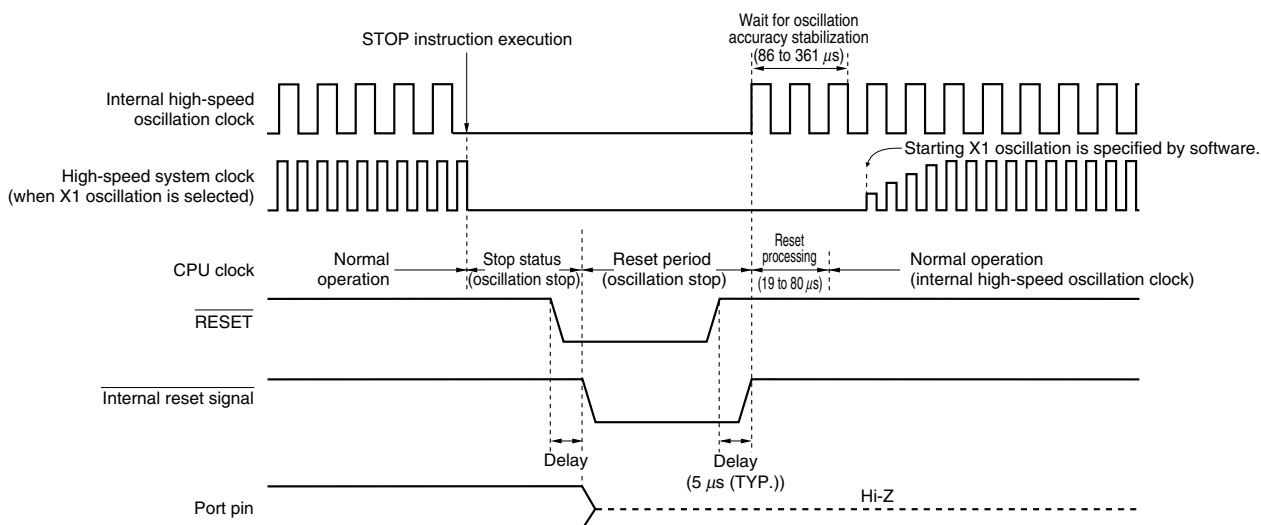 Wait for oscillation
accuracy stabilization
(86 to 361 μs)
STOP instruction execution
Internal high-speed
oscillation clock
Starting X1 oscillation is specified by software.
High-speed system clock
(when X1 oscillation is selected)
CPU clock
Normal
operation
Stop status
(oscillation stop)
Reset period
(oscillation stop)
Reset
processing
(19 to 80 μs)
Normal operation
(internal high-speed oscillation clock)
RESET
Internal reset signal
Delay
Delay
(5 μs (TYP.))
Port pin
Hi-Z